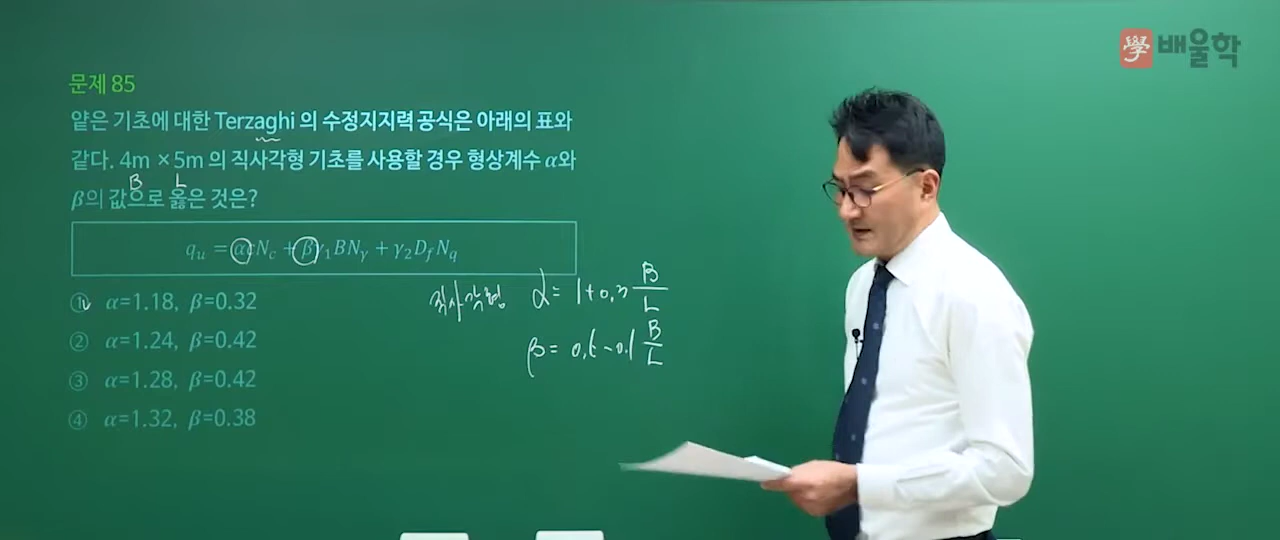 學 배울학
문제 85
얕은 기초에 대한 Terzaghi 의 수정지지력 공식은 아래의 표와
같다. 4m ×5m 의 직사각형 기초를 사용할 경우 형상계수 α와
B L
β의 값으로 옳은 것은?
q_u = αcN_c + βγ₁BN_γ + γ₂D_fN_q
① α=1.18, β=0.32
② α=1.24, β=0.42
③ α=1.28, β=0.42
④ α=1.32, β=0.38
직사각형 α = 1+0.3 B/L
β = 0.5-0.1 B/L